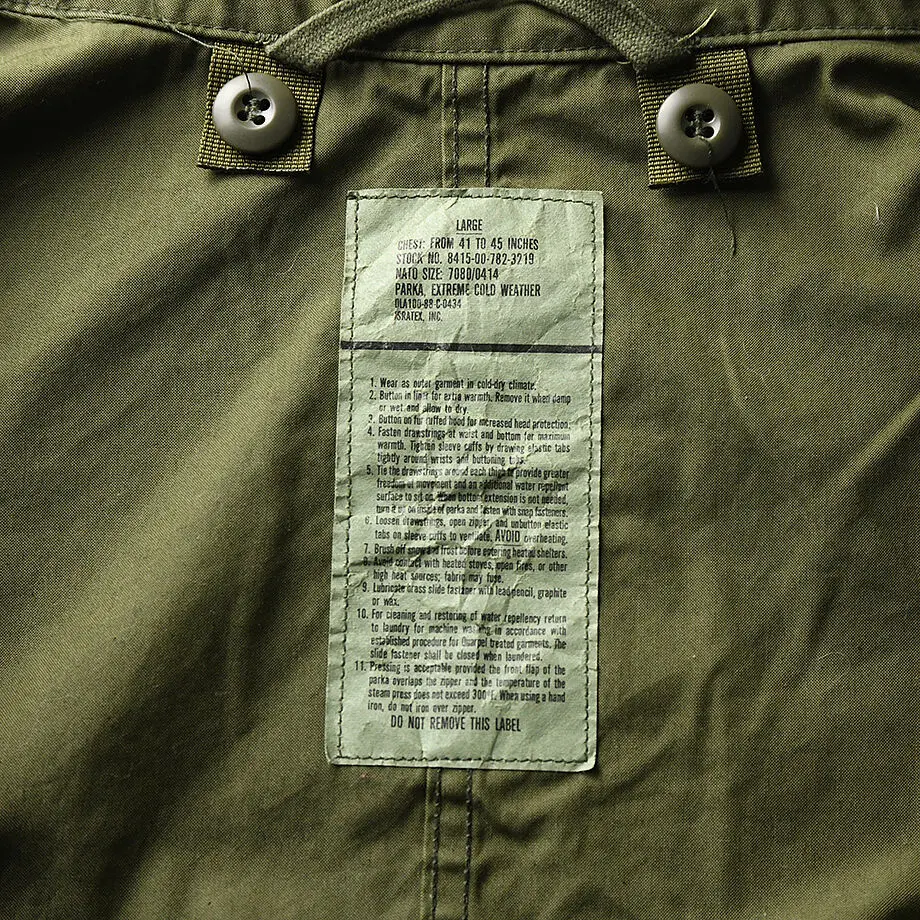 LARGE
CHEST: FROM 41 TO 45 INCHES
STOCK NO. 8415-00-782-3219
NATO SIZE: 7080/0414
PARKA, EXTREME COLD WEATHER
DLA100-88-C-0434
ISRATEX, INC.
1. Wear as outer garment in cold-dry climate.
2. Button in liner for extra warmth. Remove it when damp
or wet and allow to dry.
3. Button on fur ruffed hood for increased head protection.
4. Fasten drawstrings at waist and bottom for maximum
warmth. Tighten sleeve cuffs by drawing elastic tabs
tightly around wrists and buttoning tabs.
5. Tie the drawstrings around each thigh to provide greater
freedom of movement and an additional water repellent
surface to sit on. When bottom extension is not needed,
turn it up on inside of parka and fasten with snap fasteners.
6. Loosen drawstrings, open zipper, and unbutton elastic
tabs on sleeve cuffs to ventilate, AVOID overheating.
7. Brush off snow and frost before entering heated shelters.
8. Avoid contact with heated stoves, open fires, or other
high heat sources; fabric may fuse.
9. Lubricate brass slide fastener with lead pencil, graphite
or wax.
10. For cleaning and restoring of water repellency return
to laundry for machine washing in accordance with
established procedure for Quarpel treated garments. The
slide fastener shall be closed when laundered.
11. Pressing is acceptable provided the front flap of the
parka overlaps the zipper and the temperature of the
steam press does not exceed 300°F. When using a hand
iron, do not iron over zipper.
DO NOT REMOVE THIS LABEL